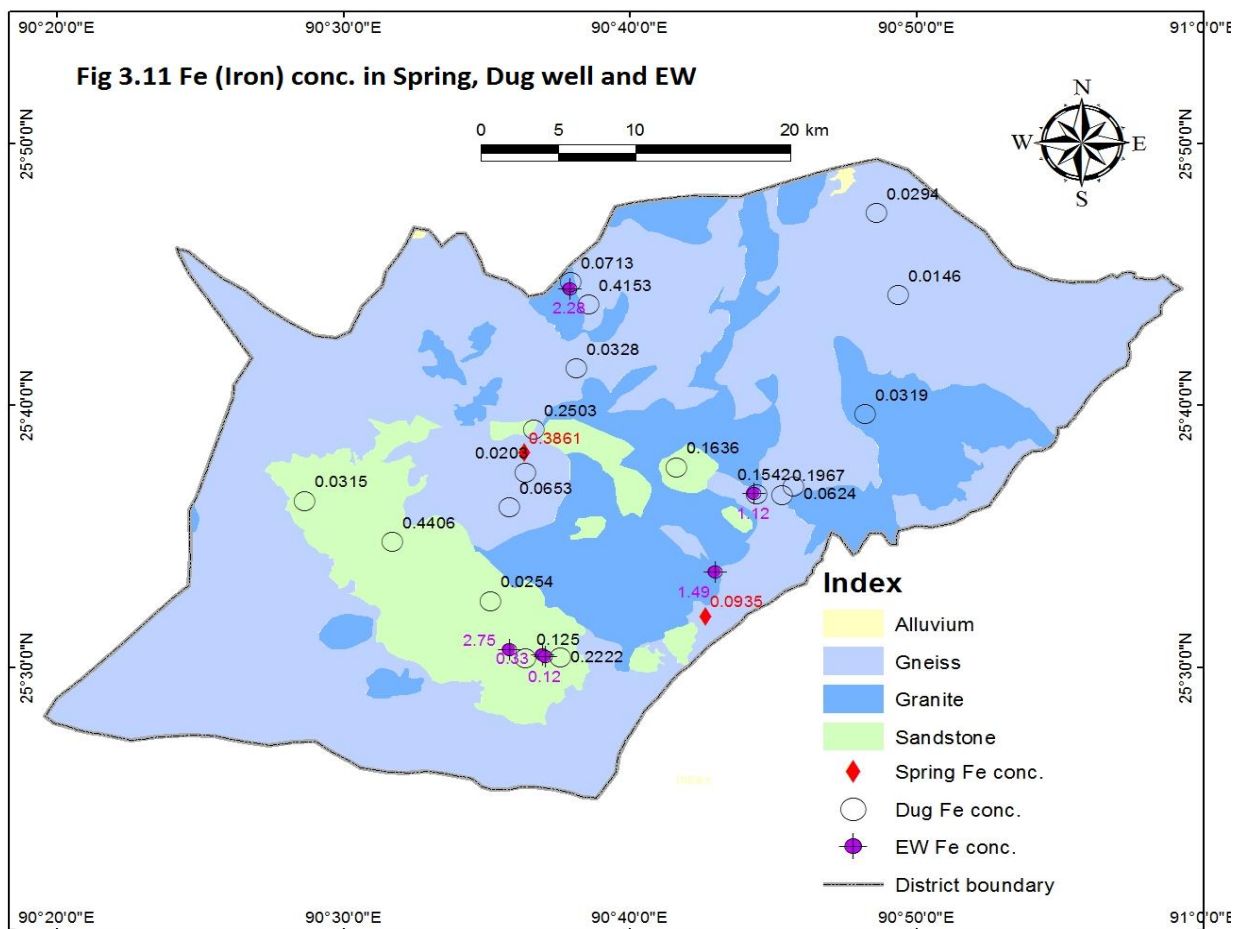 90°20'0"E 90°30'0"E 90°40'0"E 90°50'0"E 91°0'0"E
Fig 3.11 Fe (Iron) conc. in Spring, Dug well and EW
N
W E
S
0 5 10 20 km
25°50'0"N 25°50'0"N
0.0294
0.0713
0.0146
0.4153
2.28
0.0328
25°40'0"N 25°40'0"N
0.0319
0.2503
0.3861
0.0203 0.1636
0.0315 0.0653 0.1542 0.1967
0.0624
1.12
0.4406
0.0254
1.49 0.0935
2.75 0.125
0.33 0.2222
0.12
25°30'0"N 25°30'0"N
Index
Alluvium
Gneiss
Granite
Sandstone
Spring Fe conc.
Dug Fe conc.
EW Fe conc.
District boundary
90°20'0"E 90°30'0"E 90°40'0"E 90°50'0"E 91°0'0"E